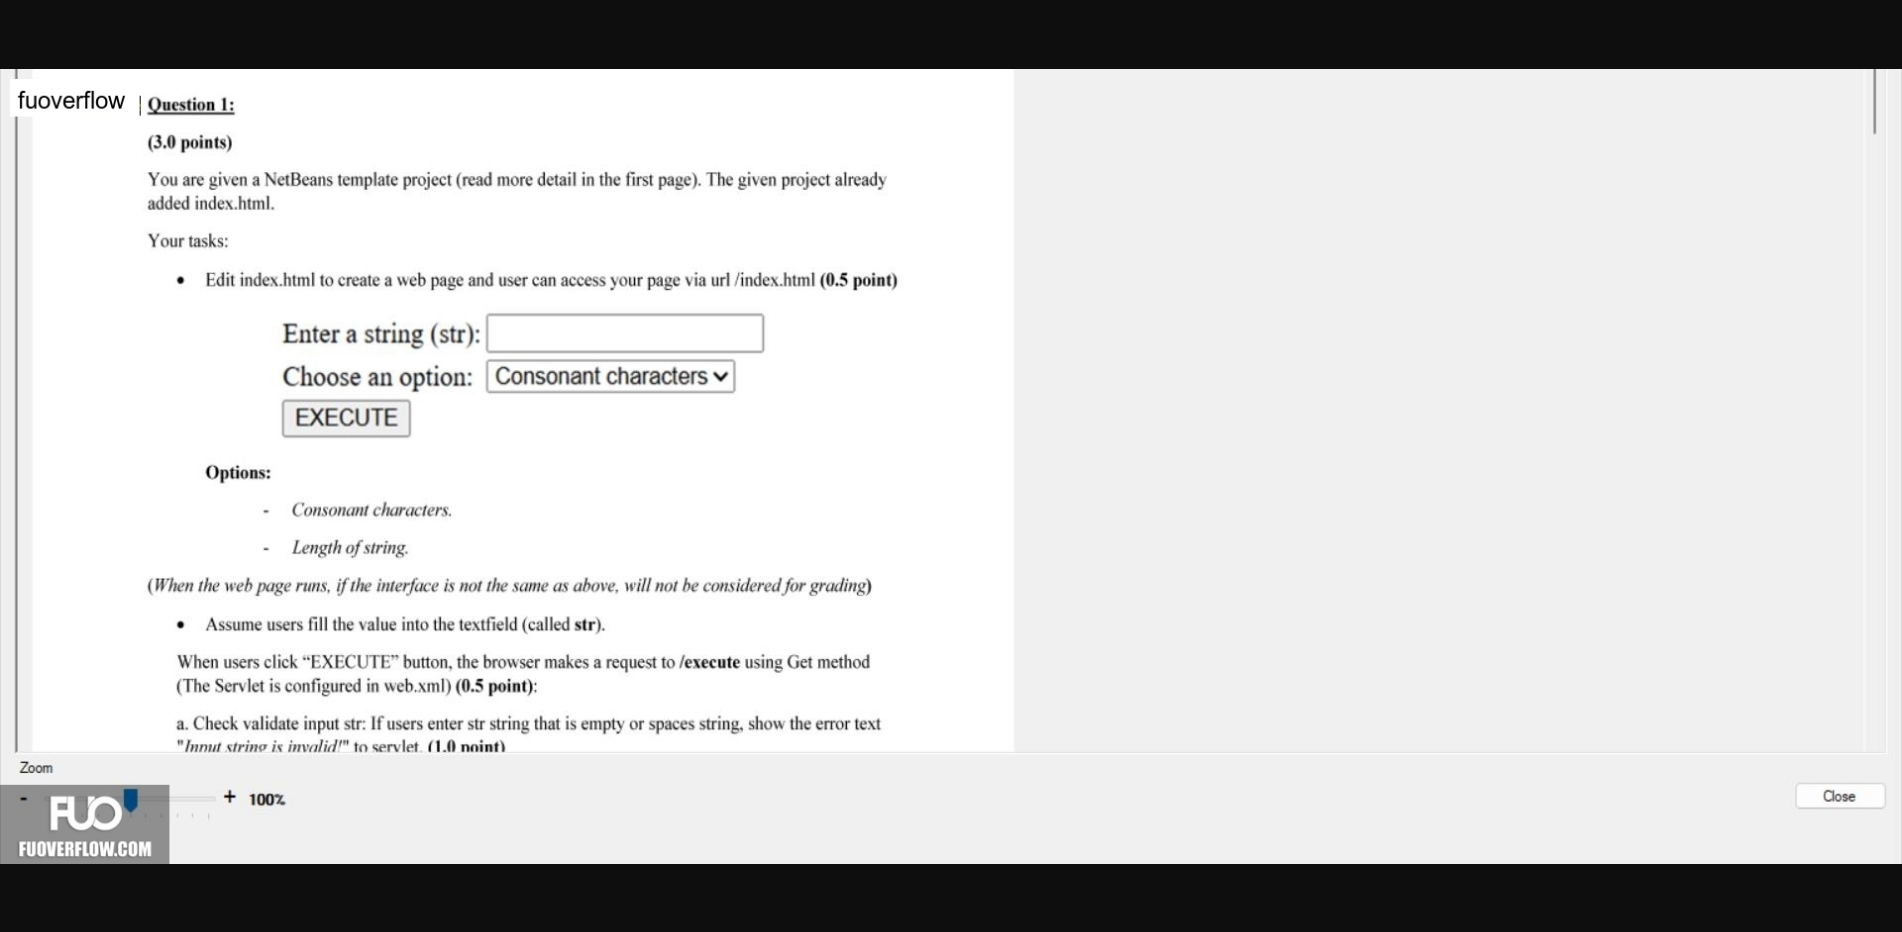 fuoverflow
Question 1:
(3.0 points)
You are given a NetBeans template project (read more detail in the first page). The given project already
added index.html.
Your tasks:
• Edit index.html to create a web page and user can access your page via url /index.html (0.5 point)
Enter a string (str):
Choose an option: Consonant characters
EXECUTE
Options:
- Consonant characters.
- Length of string.
(When the web page runs, if the interface is not the same as above, will not be considered for grading)
• Assume users fill the value into the textfield (called str).
When users click “EXECUTE” button, the browser makes a request to /execute using Get method
(The Servlet is configured in web.xml) (0.5 point):
a. Check validate input str: If users enter str string that is empty or spaces string, show the error text
"Input string is invalid!" to servlet. (1.0 point)
Zoom
- + 100%
Close
FUO
FUOVERFLOW.COM